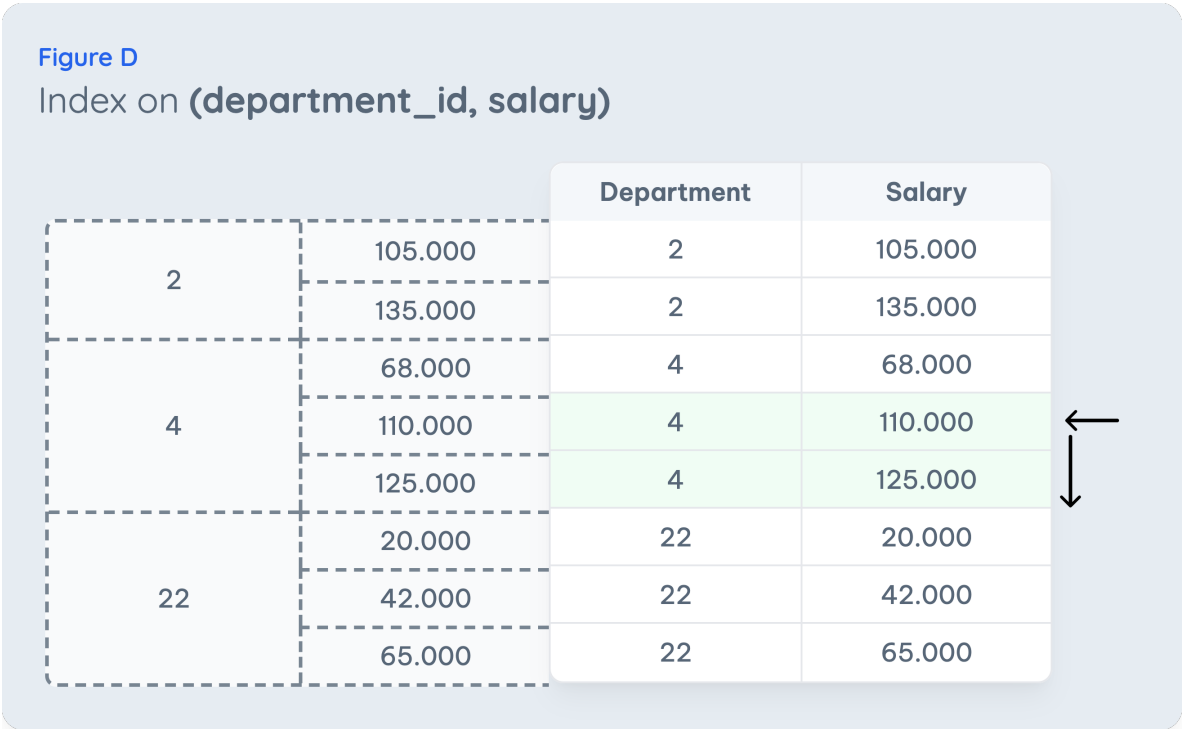 Figure D
Index on (department_id, salary)
Department Salary
2 105.000 2 105.000
135.000 2 135.000
4 68.000 4 68.000
110.000 4 110.000
125.000 4 125.000
22 20.000 22 20.000
42.000 22 42.000
65.000 22 65.000